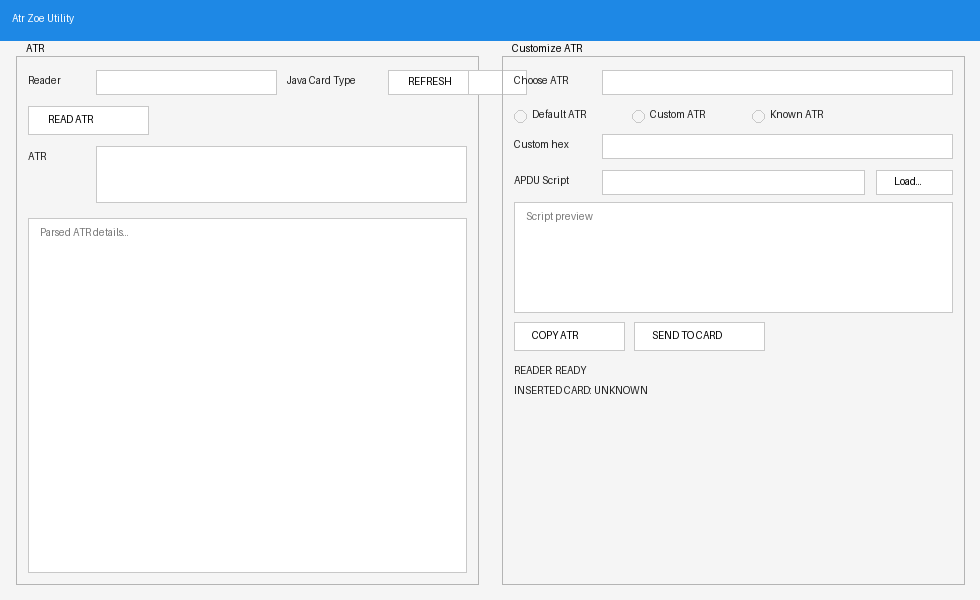 Atr Zoe Utility
ATR
Reader
Java Card Type
REFRESH
READ ATR
ATR
Parsed ATR details...
Customize ATR
Choose ATR
Default ATR
Custom ATR
Known ATR
Custom hex
APDU Script
Load...
Script preview
COPY ATR
SEND TO CARD
READER: READY
INSERTED CARD: UNKNOWN